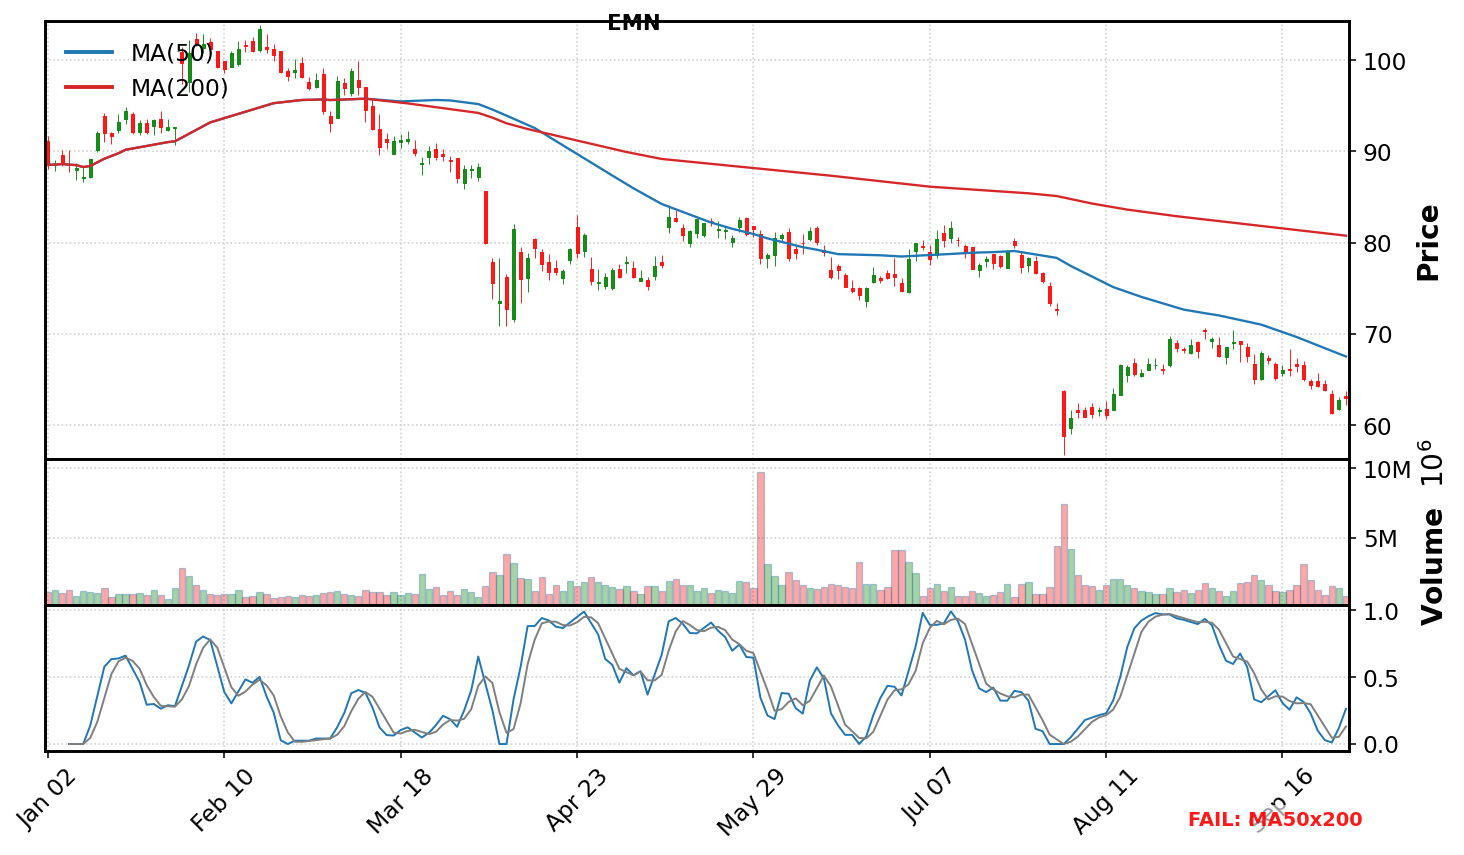 EMN
MA(50)
MA(200)
100
90
80
70
60
Price
10M
5M
Volume 10^6
1.0
0.5
0.0
Jan 02
Feb 10
Mar 18
Apr 23
May 29
Jul 07
Aug 11
Sep 16
FAIL: MA50x200